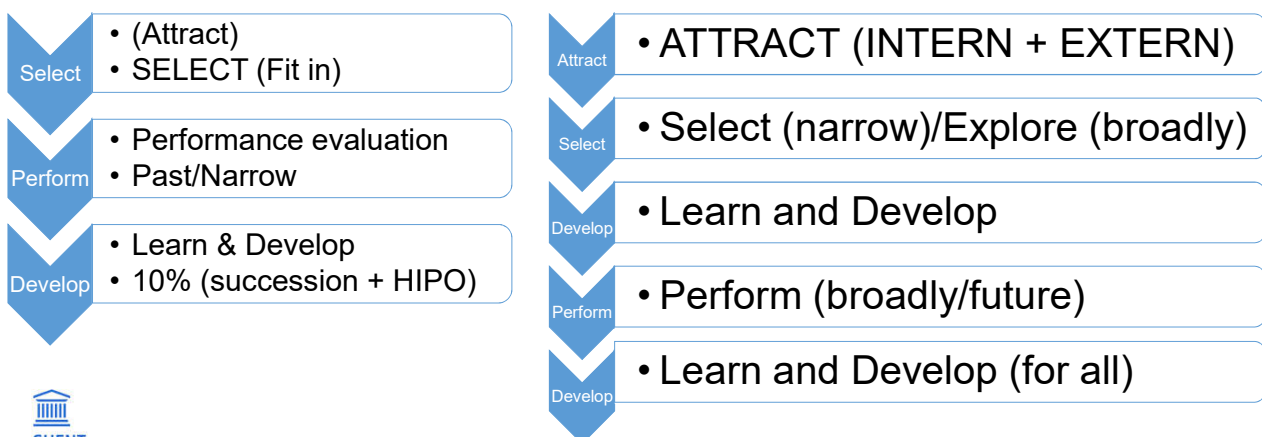 Select
• (Attract)
• SELECT (Fit in)
Perform
• Performance evaluation
• Past/Narrow
Develop
• Learn & Develop
• 10% (succession + HIPO)
Attract
• ATTRACT (INTERN + EXTERN)
Select
• Select (narrow)/Explore (broadly)
Develop
• Learn and Develop
Perform
• Perform (broadly/future)
Develop
• Learn and Develop (for all)